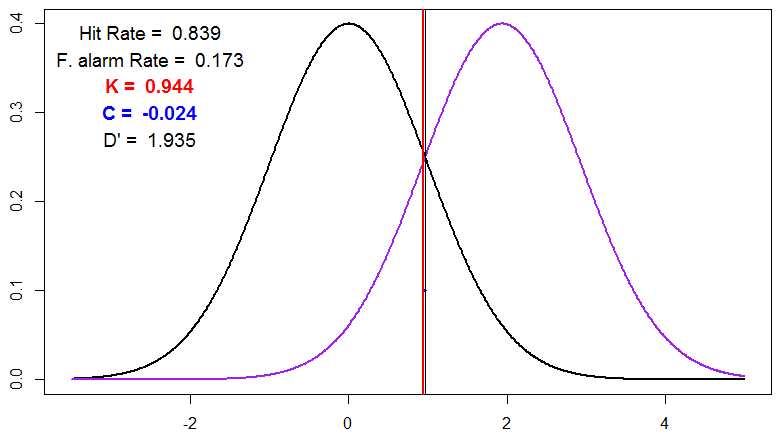 Hit Rate = 0.839
F. alarm Rate = 0.173
K = 0.944
C = -0.024
D' = 1.935
0.4
0.3
0.2
0.1
0.0
-2 0 2 4